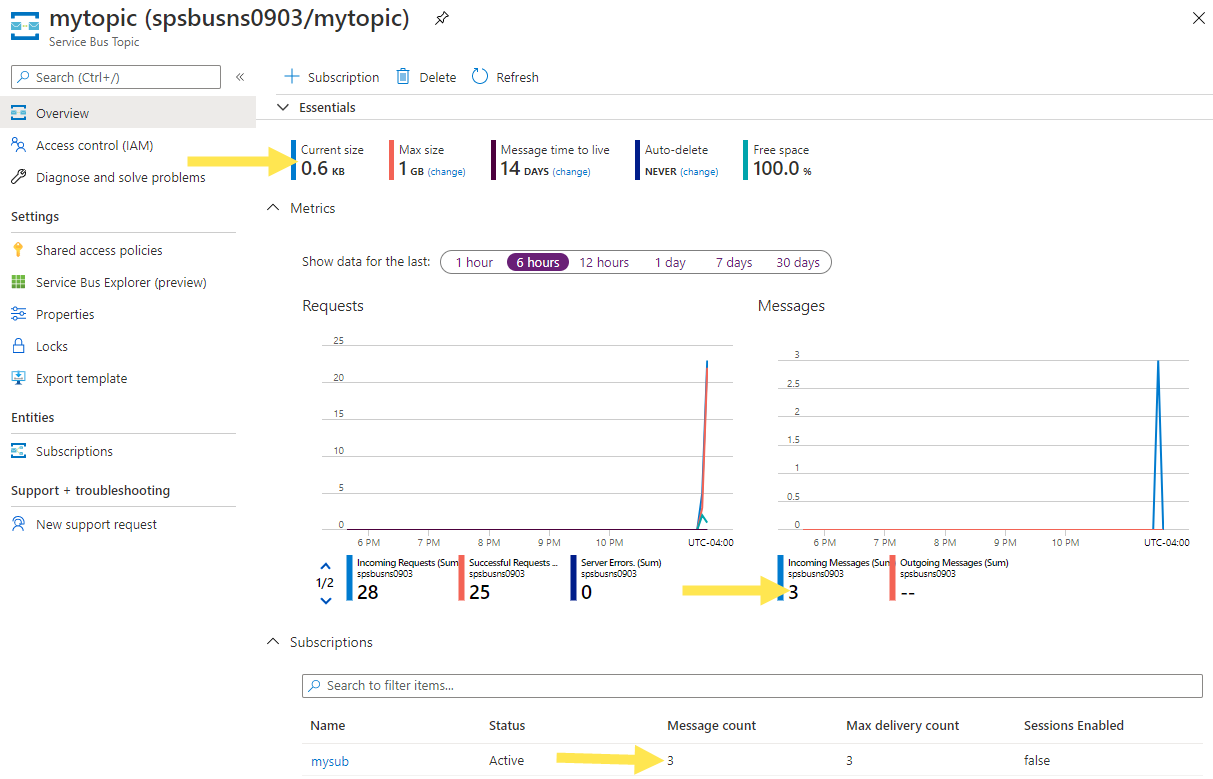 mytopic (spsbusns0903/mytopic)
Service Bus Topic
Search (Ctrl+/)
Overview
Access control (IAM)
Diagnose and solve problems
Settings
Shared access policies
Service Bus Explorer (preview)
Properties
Locks
Export template
Entities
Subscriptions
Support + troubleshooting
New support request
Subscription Delete Refresh
Essentials
Current size Max size Message time to live Auto-delete Free space
0.6 KB 1 GB (change) 14 DAYS (change) NEVER (change) 100.0 %
Metrics
Show data for the last: 1 hour 6 hours 12 hours 1 day 7 days 30 days
Requests
25
20
15
10
5
0
6 PM 7 PM 8 PM 9 PM 10 PM UTC-04:00
1/2
Incoming Requests (Sum Successful Requests ... Server Errors. (Sum)
spsbusns0903 spsbusns0903 spsbusns0903
28 25 0
Messages
3
2.5
2
1.5
1
0.5
0
6 PM 7 PM 8 PM 9 PM 10 PM UTC-04:00
Incoming Messages (Sum Outgoing Messages (Sum)
spsbusns0903 spsbusns0903
3 --
Subscriptions
Search to filter items...
Name Status Message count Max delivery count Sessions Enabled
mysub Active 3 3 false